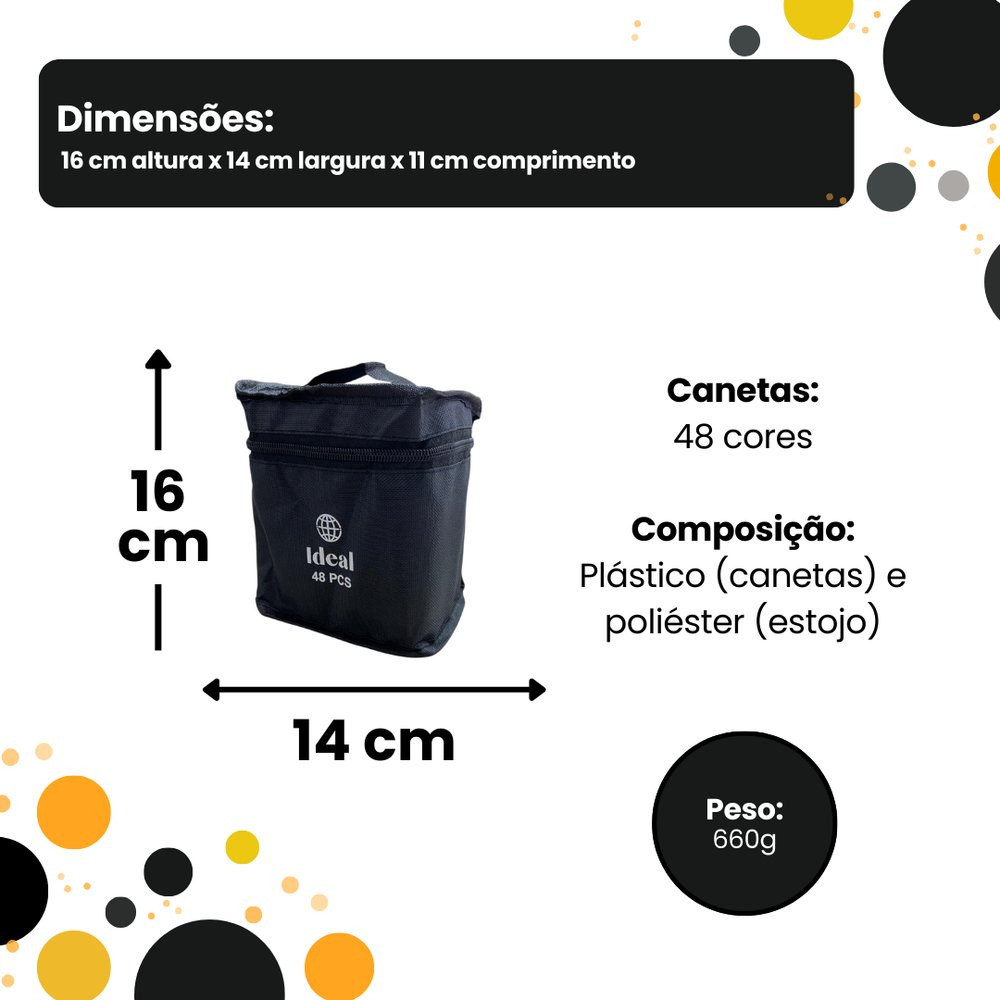 Dimensões:
16 cm altura x 14 cm largura x 11 cm comprimento
16
cm
Ideal
48 PCS
14 cm
Canetas:
48 cores
Composição:
Plástico (canetas) e
poliéster (estojo)
Peso:
660g